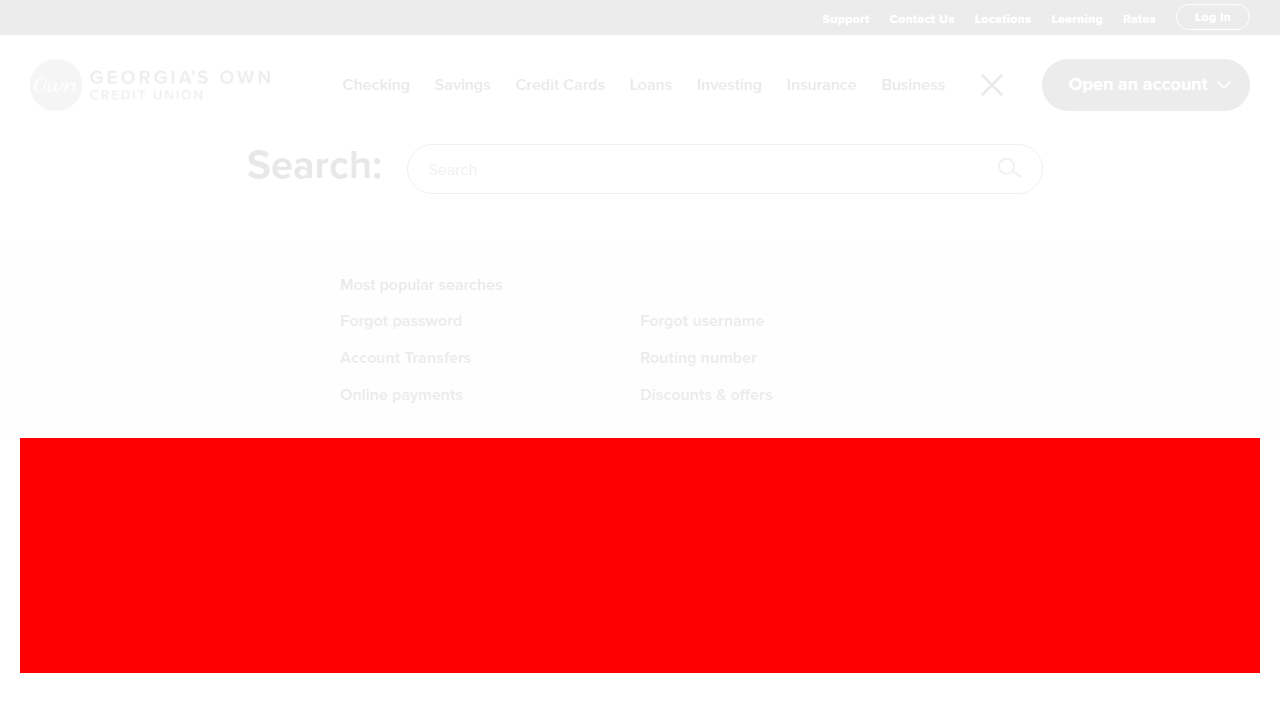 Support Contact Us Locations Learning Rates Log In
Own GEORGIA'S OWN
CREDIT UNION
Checking Savings Credit Cards Loans Investing Insurance Business Open an account
Search: Search
Most popular searches
Forgot password Forgot username
Account Transfers Routing number
Online payments Discounts & offers